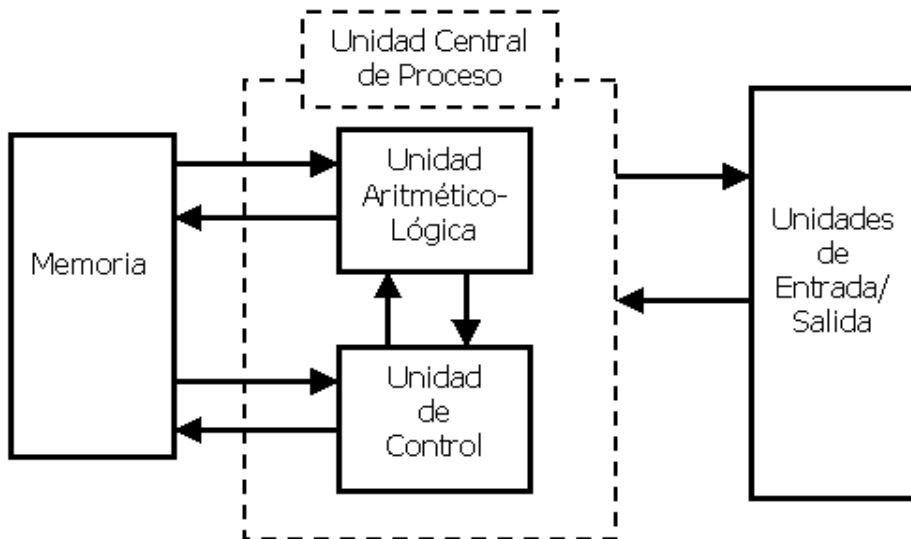 Unidad Central
de Proceso
Memoria
Unidad
Aritmético-
Lógica
Unidad
de
Control
Unidades
de
Entrada/
Salida